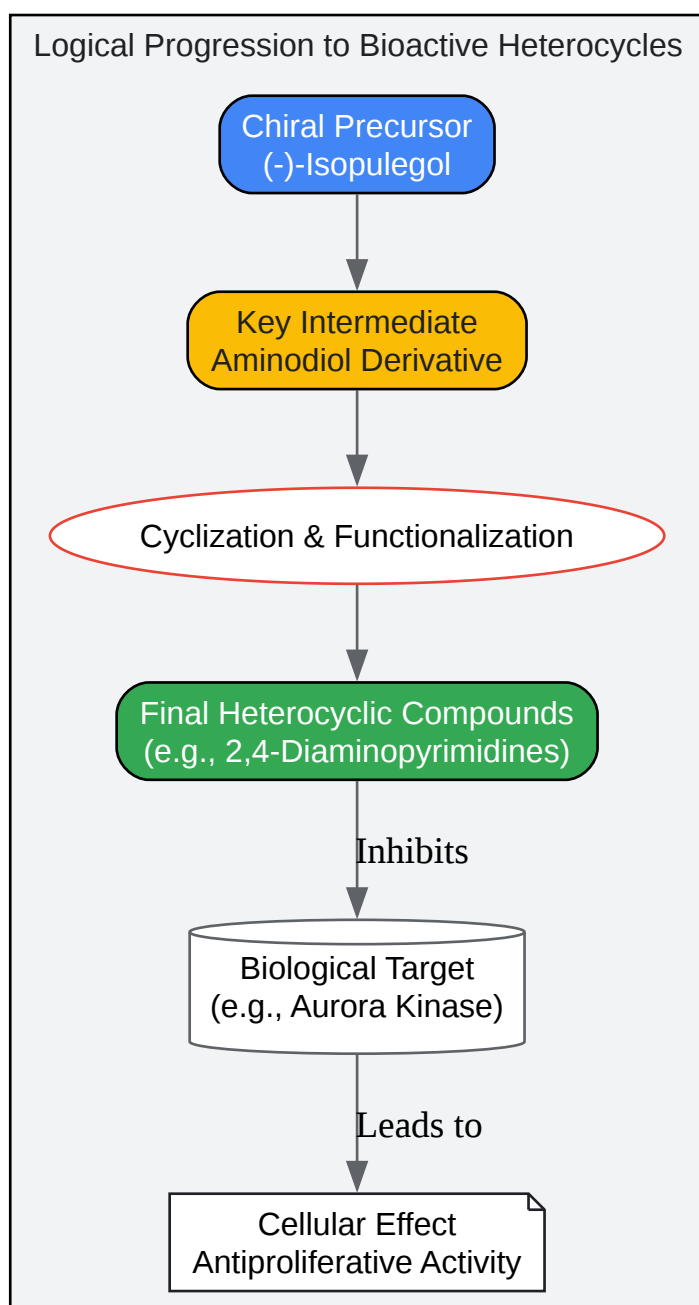 Logical Progression to Bioactive Heterocycles
Chiral Precursor
(-)-Isopulegol
Key Intermediate
Aminodiol Derivative
Cyclization & Functionalization
Final Heterocyclic Compounds
(e.g., 2,4-Diaminopyrimidines)
Inhibits
Biological Target
(e.g., Aurora Kinase)
Leads to
Cellular Effect
Antiproliferative Activity